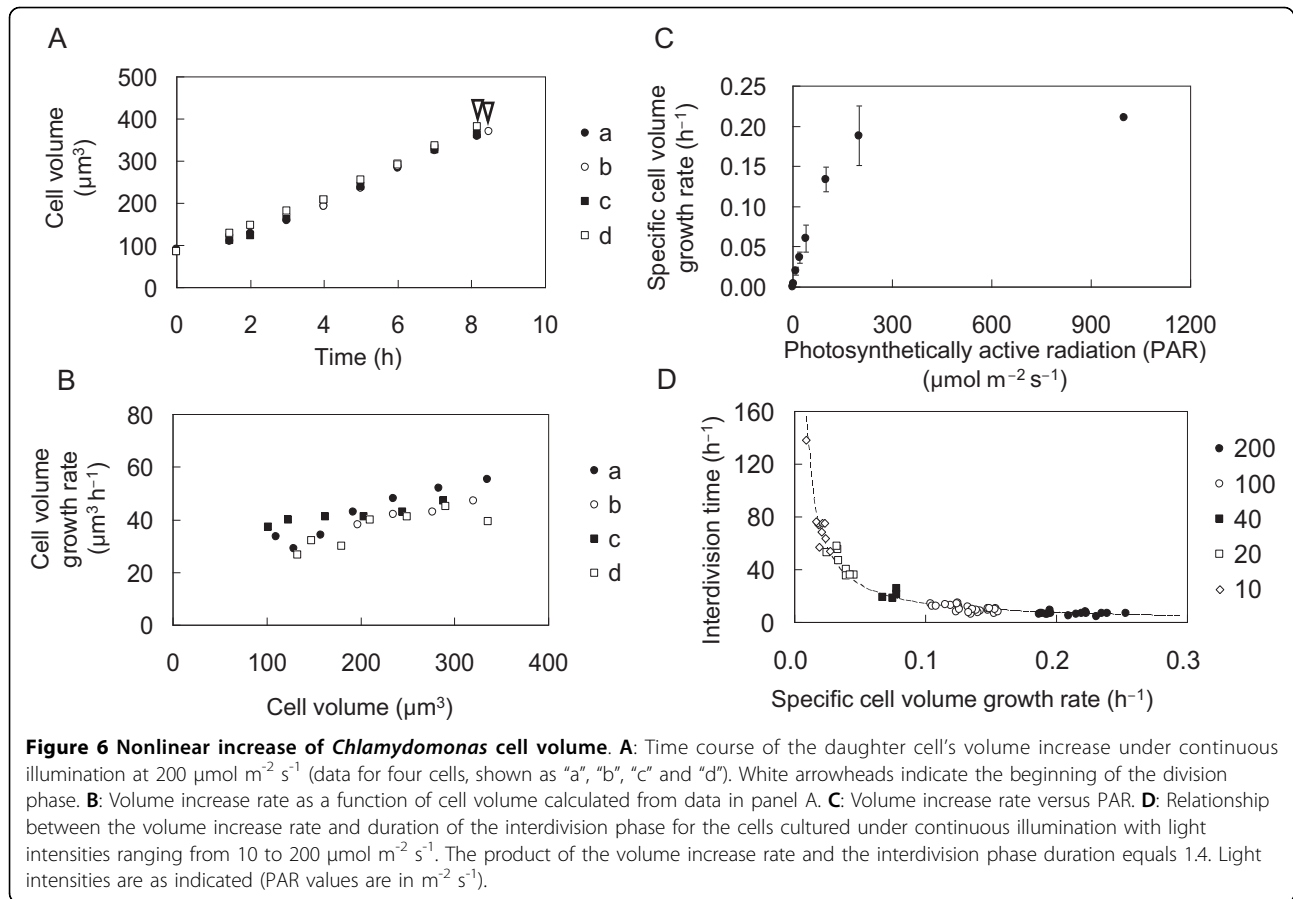 A
Cell volume
(µm³)
500
400
300
200
100
0
0 2 4 6 8 10
Time (h)
a
b
c
d
C
Specific cell volume
growth rate (h⁻¹)
0.25
0.20
0.15
0.10
0.05
0.00
0 300 600 900 1200
Photosynthetically active radiation (PAR)
(µmol m⁻² s⁻¹)
B
Cell volume
growth rate
(µm³ h⁻¹)
80
60
40
20
0
0 100 200 300 400
Cell volume (µm³)
a
b
c
d
D
Interdivision time (h⁻¹)
160
120
80
40
0
0.0 0.1 0.2 0.3
Specific cell volume growth rate (h⁻¹)
200
100
40
20
10
Figure 6 Nonlinear increase of Chlamydomonas cell volume. A: Time course of the daughter cell's volume increase under continuous
illumination at 200 µmol m⁻² s⁻¹ (data for four cells, shown as "a", "b", "c" and "d"). White arrowheads indicate the beginning of the division
phase. B: Volume increase rate as a function of cell volume calculated from data in panel A. C: Volume increase rate versus PAR. D: Relationship
between the volume increase rate and duration of the interdivision phase for the cells cultured under continuous illumination with light
intensities ranging from 10 to 200 µmol m⁻² s⁻¹. The product of the volume increase rate and the interdivision phase duration equals 1.4. Light
intensities are as indicated (PAR values are in m⁻² s⁻¹).